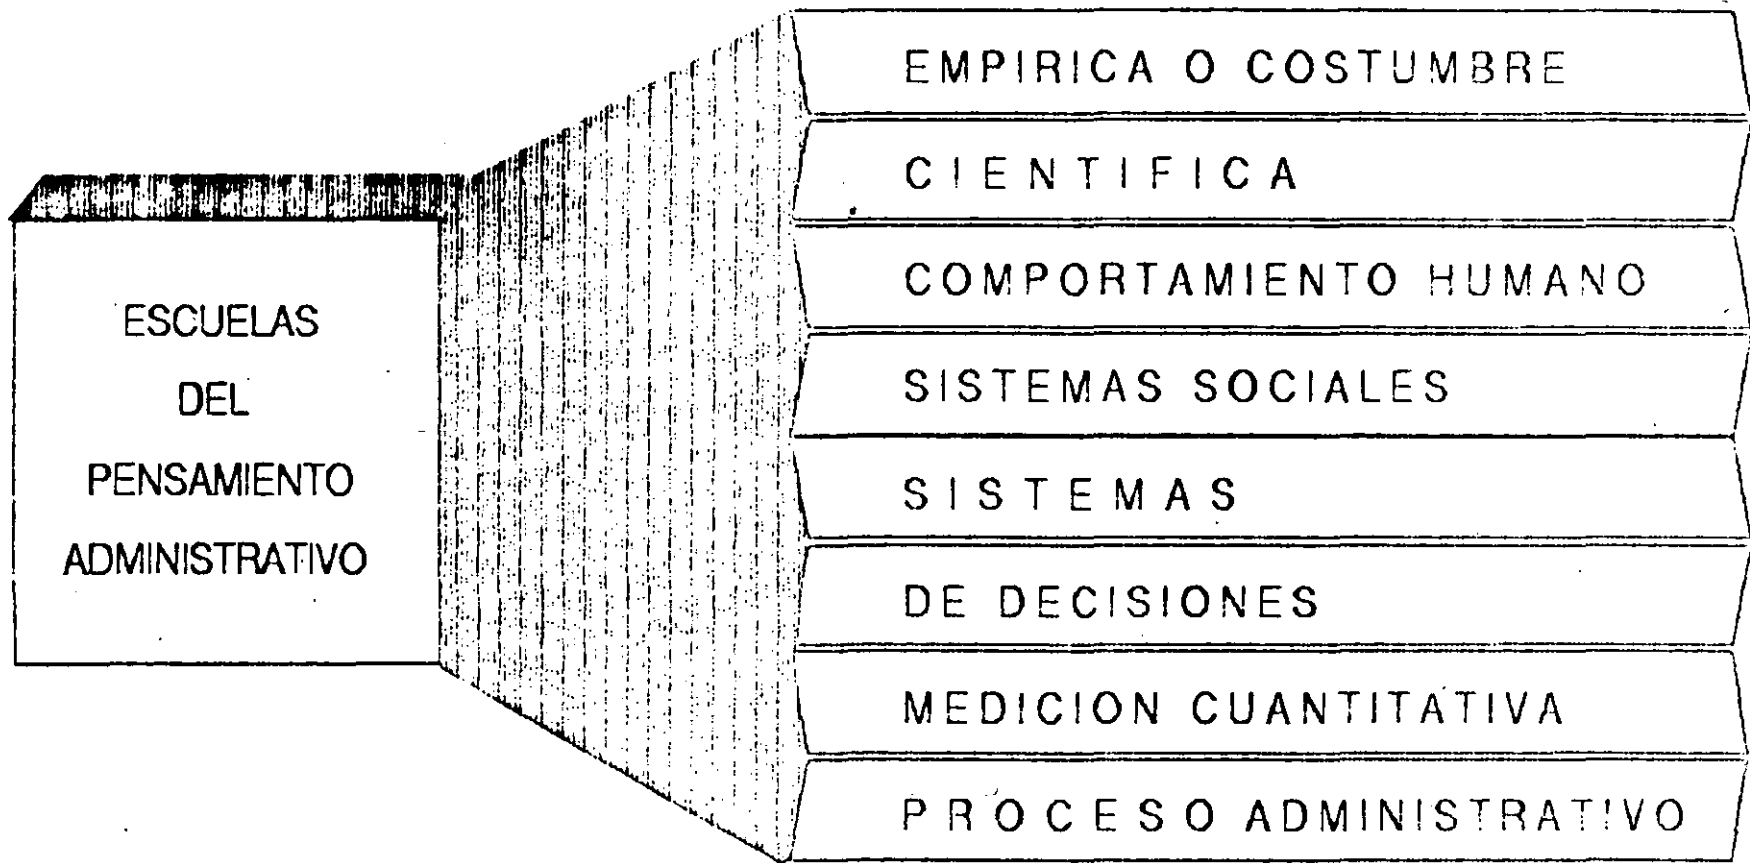 ESCUELAS
DEL
PENSAMIENTO
ADMINISTRATIVO
EMPIRICA O COSTUMBRE
CIENTIFICA
COMPORTAMIENTO HUMANO
SISTEMAS SOCIALES
SISTEMAS
DE DECISIONES
MEDICION CUANTITATIVA
PROCESO ADMINISTRATIVO